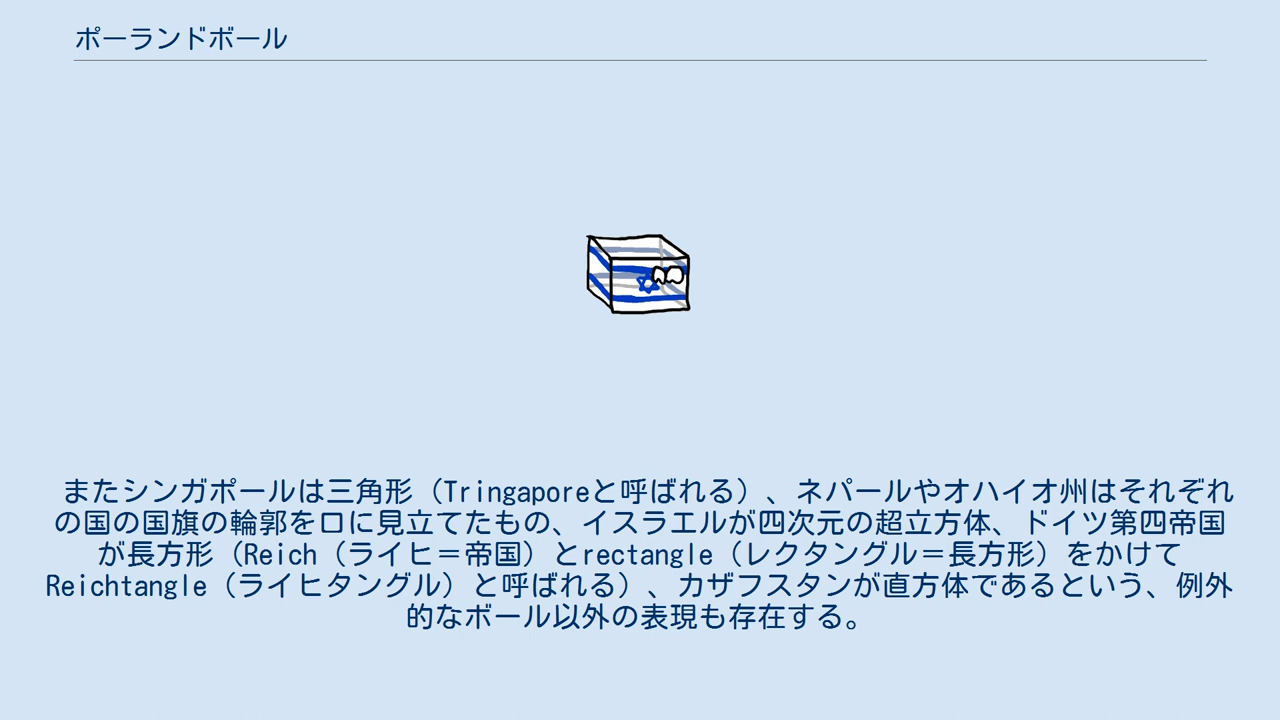 ポーランドボール
またシンガポールは三角形（Tringaporeと呼ばれる）、ネパールやオハイオ州はそれぞれ
の国の国旗の輪郭を口に見立てたもの、イスラエルが四次元の超立方体、ドイツ第四帝国
が長方形（Reich（ライヒ＝帝国）とrectangle（レクタングル＝長方形）をかけて
Reichtangle（ライヒタングル）と呼ばれる）、カザフスタンが直方体であるという、例外
的なボール以外の表現も存在する。